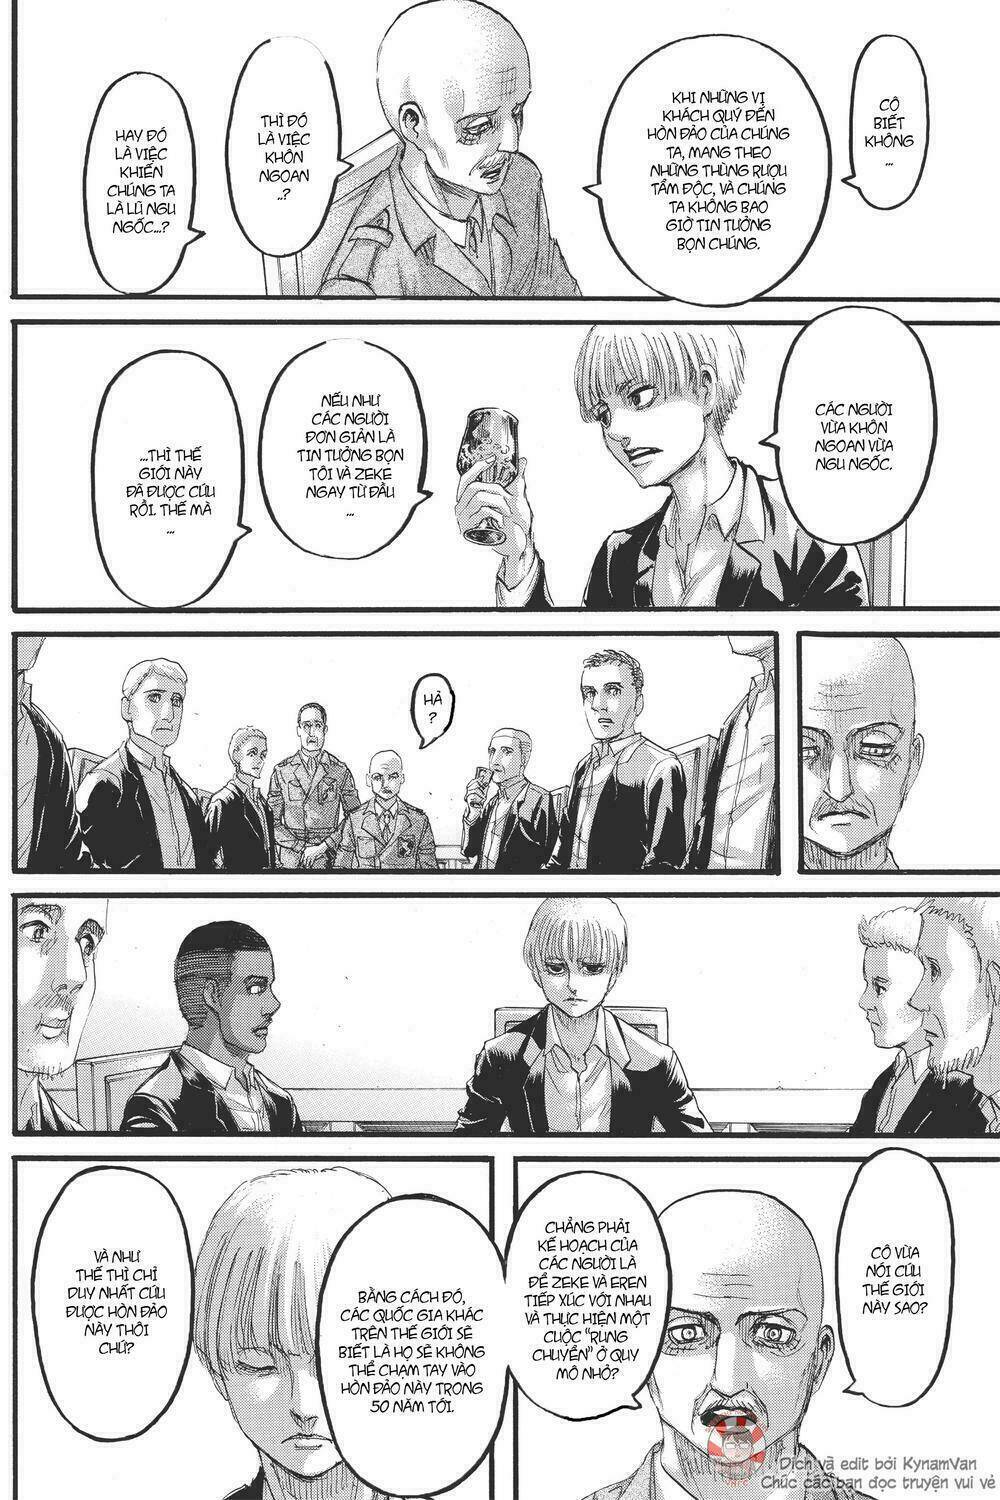 CÔ
BIẾT
KHÔNG
...
KHI NHỮNG VỊ
KHÁCH QUÝ ĐẾN
HÒN ĐẢO CỦA CHÚNG
TA, MANG THEO
NHỮNG THÙNG RƯỢU
TẨM ĐỘC, VÀ CHÚNG
TA KHÔNG BAO
GIỜ TIN TƯỞNG
BỌN CHÚNG.
THÌ ĐÓ
LÀ VIỆC
KHÔN
NGOAN
..?
HAY ĐÓ
LÀ VIỆC
KHIẾN
CHÚNG TA
LÀ LŨ NGU
NGỐC...?
CÁC NGƯỜI
VỪA KHÔN
NGOAN VỪA
NGU NGỐC.
NẾU NHƯ
CÁC NGƯỜI
ĐƠN GIẢN LÀ
TIN TƯỞNG BỌN
TÔI VÀ ZEKE
NGAY TỪ ĐẦU
...
...THÌ THẾ
GIỚI NÀY
ĐÃ ĐƯỢC CỨU
RỒI. THẾ MÀ
...
HẢ
?
CÔ VỪA
NÓI CỨU
THẾ GIỚI
NÀY SAO?
CHẲNG PHẢI
KẾ HOẠCH CỦA
CÁC NGƯỜI LÀ
ĐỂ ZEKE VÀ EREN
TIẾP XÚC VỚI NHAU
VÀ THỰC HIỆN MỘT
CUỘC "RUNG
CHUYỂN" Ở QUY
MÔ NHỎ?
BẰNG CÁCH ĐÓ,
CÁC QUỐC GIA KHÁC
TRÊN THẾ GIỚI SẼ
BIẾT LÀ HỌ SẼ KHÔNG
THỂ CHẠM TAY VÀO
HÒN ĐẢO NÀY TRONG
50 NĂM TỚI.
VÀ NHƯ
THẾ THÌ CHỈ
DUY NHẤT CỨU
ĐƯỢC HÒN ĐẢO
NÀY THÔI
CHỨ?
Dịch và edit bởi KynamVan
Chúc các bạn đọc truyện vui vẻ